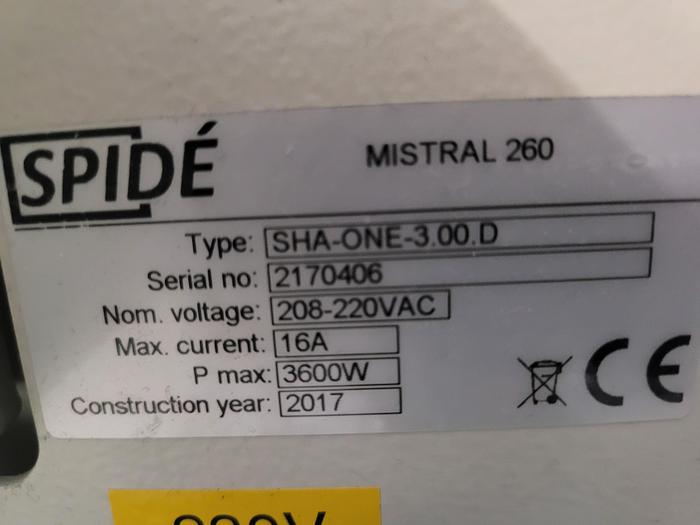 SPIDÉ
MISTRAL 260
Type: SHA-ONE-3.00.D
Serial no: 2170406
Nom. voltage: 208-220VAC
Max. current: 16A
P max: 3600W
Construction year: 2017
CE